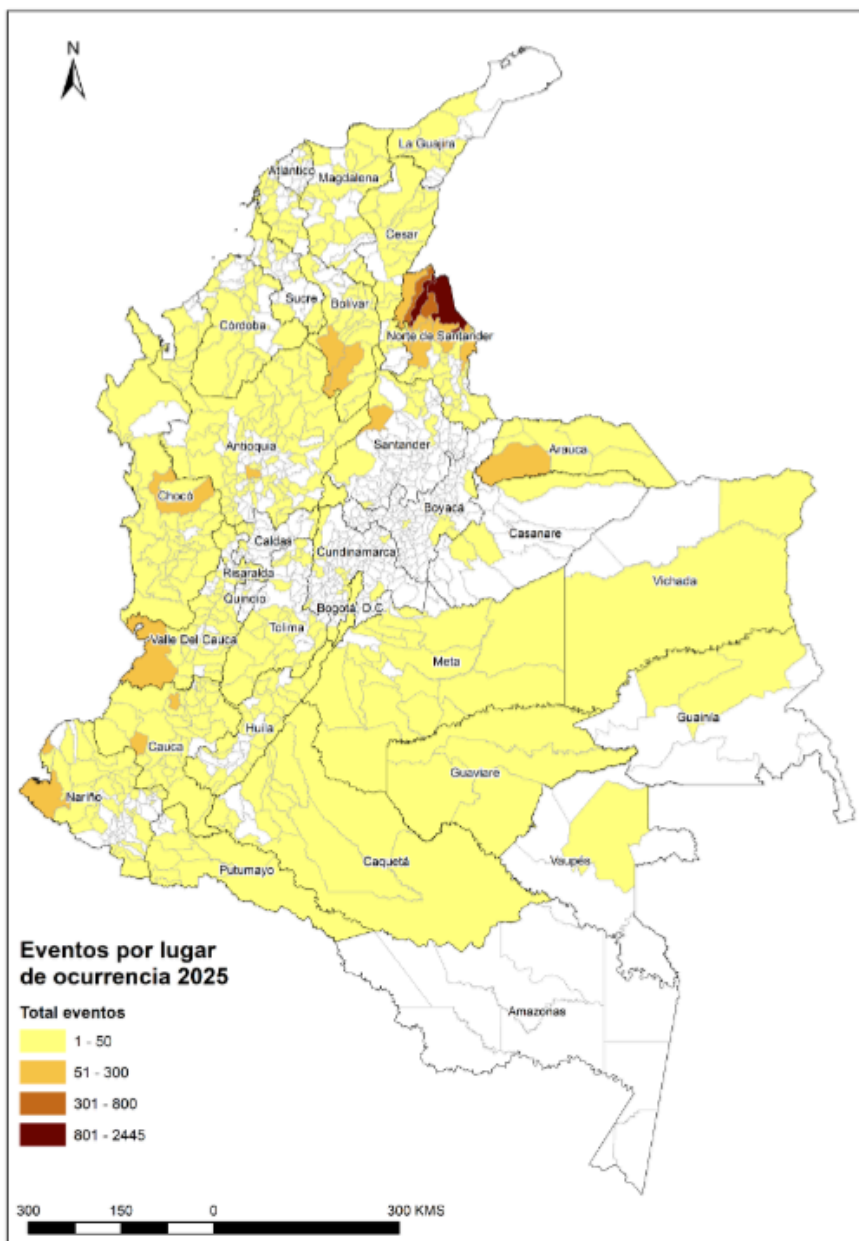 N
La Guajira
Atlántico
Magdalena
Cesar
Sucre
Bolívar
Córdoba
Norte de Santander
Antioquia
Santander
Arauca
Chocó
Boyacá
Casanare
Caldas
Cundinamarca
Risaralda
Vichada
Quindío
Bogotá, D.C.
Valle Del Cauca
Tolima
Meta
Guainía
Huila
Cauca
Guaviare
Nariño
Caquetá
Vaupés
Putumayo
Eventos por lugar
de ocurrencia 2025
Total eventos
Amazonas
1 - 50
51 - 300
301 - 800
801 - 2445
300 150 0 300 KMS